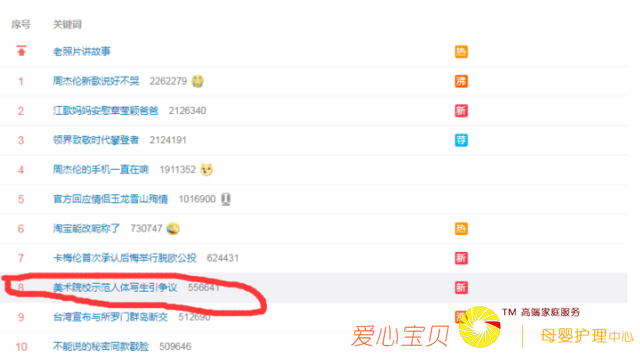 序号 关键词
老照片讲故事 热
1 周杰伦新歌说好不哭 2262279 沸
2 江歌妈妈安慰章莹颖爸爸 2126340 新
3 领界致敬时代攀登者 2124191 荐
4 周杰伦的手机一直在响 1911352
5 官方回应情侣玉龙雪山殉情 1016900
6 淘宝能改昵称了 730747 热
7 卡梅伦首次承认后悔举行脱欧公投 624431 新
8 美术院校示范人体写生引争议 556641 新
9 台湾宣布与所罗门群岛断交 512690
10 不能说的秘密同款戳脸 509646
爱心宝贝 TM 高端家庭服务
母婴护理中心